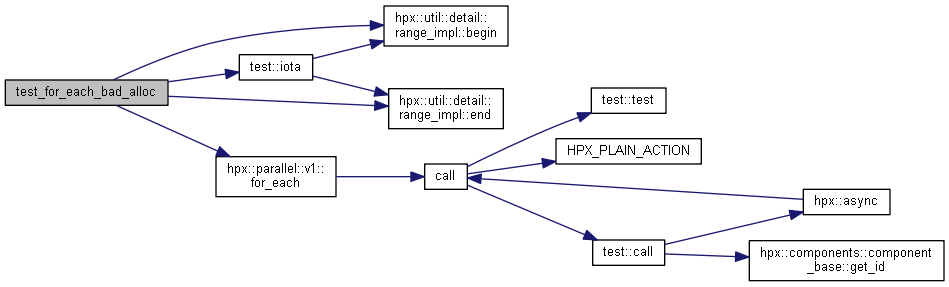 test_for_each_bad_alloc
hpx::util::detail::
range_impl::begin
test::iota
hpx::util::detail::
range_impl::end
hpx::parallel::v1::
for_each
call
test::test
HPX_PLAIN_ACTION
test::call
hpx::async
hpx::components::component
_base::get_id